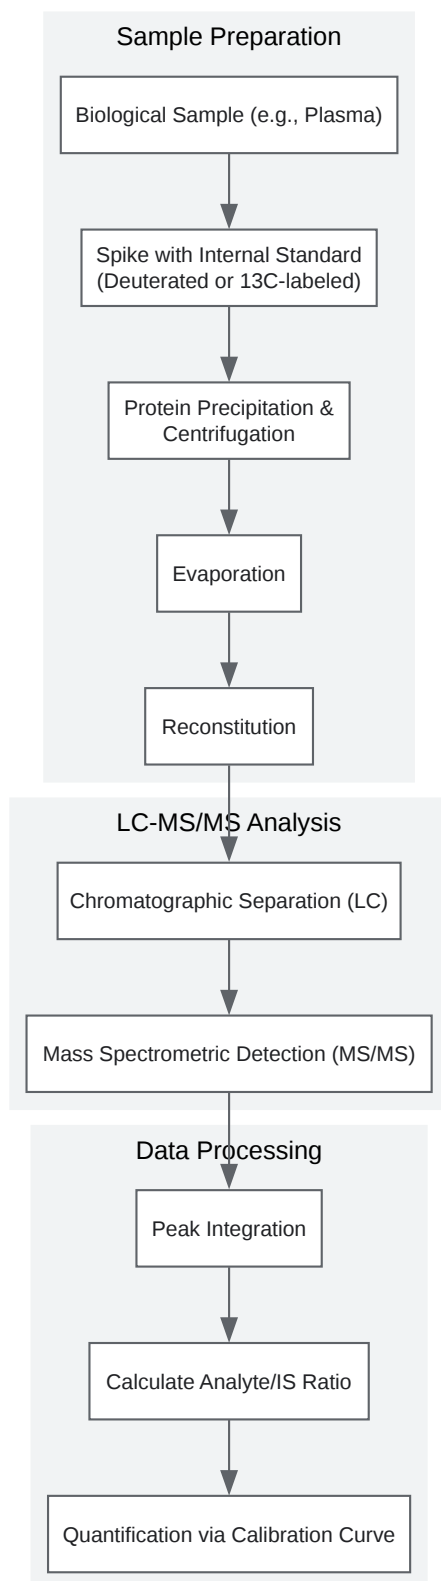 Sample Preparation
Biological Sample (e.g., Plasma)
Spike with Internal Standard
(Deuterated or 13C-labeled)
Protein Precipitation &
Centrifugation
Evaporation
Reconstitution
LC-MS/MS Analysis
Chromatographic Separation (LC)
Mass Spectrometric Detection (MS/MS)
Data Processing
Peak Integration
Calculate Analyte/IS Ratio
Quantification via Calibration Curve